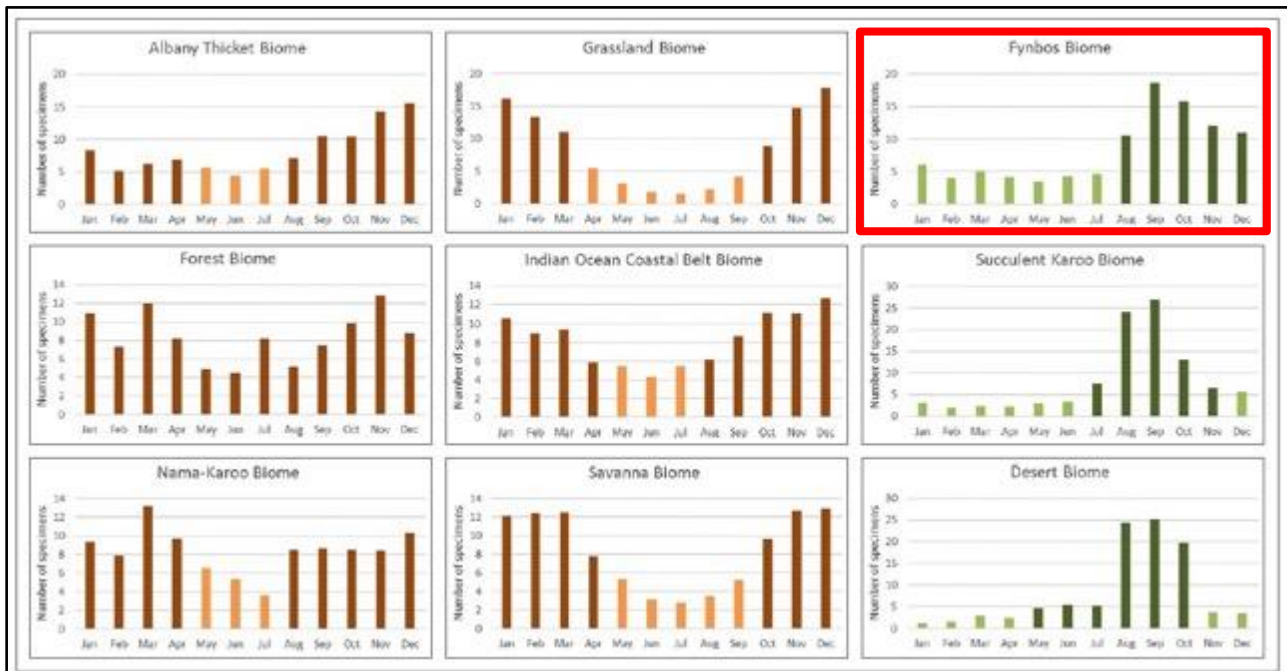 Albany Thicket Biome
Number of specimens
20
15
10
5
0
Jan Feb Mar Apr May Jun Jul Aug Sep Oct Nov Dec
Grassland Biome
Number of specimens
20
15
10
5
0
Jan Feb Mar Apr May Jun Jul Aug Sep Oct Nov Dec
Fynbos Biome
Number of specimens
20
15
10
5
0
Jan Feb Mar Apr May Jun Jul Aug Sep Oct Nov Dec
Forest Biome
Number of specimens
14
12
10
8
6
4
2
0
Jan Feb Mar Apr May Jun Jul Aug Sep Oct Nov Dec
Indian Ocean Coastal Belt Biome
Number of specimens
14
12
10
8
6
4
2
0
Jan Feb Mar Apr May Jun Jul Aug Sep Oct Nov Dec
Succulent Karoo Biome
Number of specimens
30
25
20
15
10
5
0
Jan Feb Mar Apr May Jun Jul Aug Sep Oct Nov Dec
Nama-Karoo Biome
Number of specimens
14
12
10
8
6
4
2
0
Jan Feb Mar Apr May Jun Jul Aug Sep Oct Nov Dec
Savanna Biome
Number of specimens
14
12
10
8
6
4
2
0
Jan Feb Mar Apr May Jun Jul Aug Sep Oct Nov Dec
Desert Biome
Number of specimens
30
25
20
15
10
5
0
Jan Feb Mar Apr May Jun Jul Aug Sep Oct Nov Dec